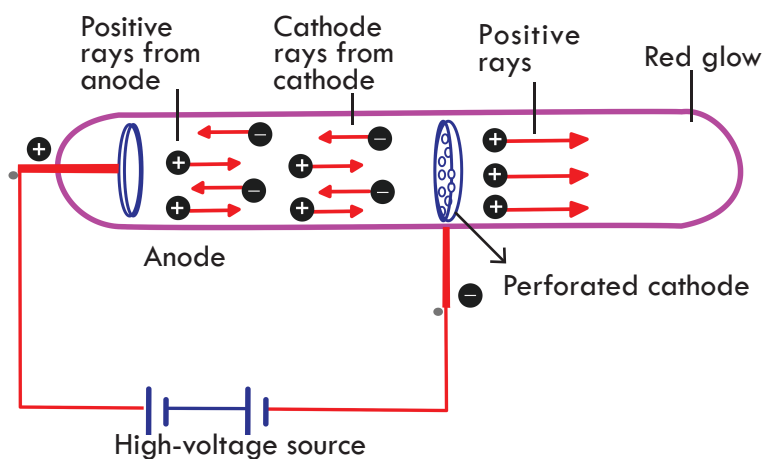 Positive
rays from
anode
Cathode
rays from
cathode
Positive
rays
Red glow
+
−
−
+
+
−
−
+
+
+
+
+
Anode
−
Perforated cathode
High-voltage source